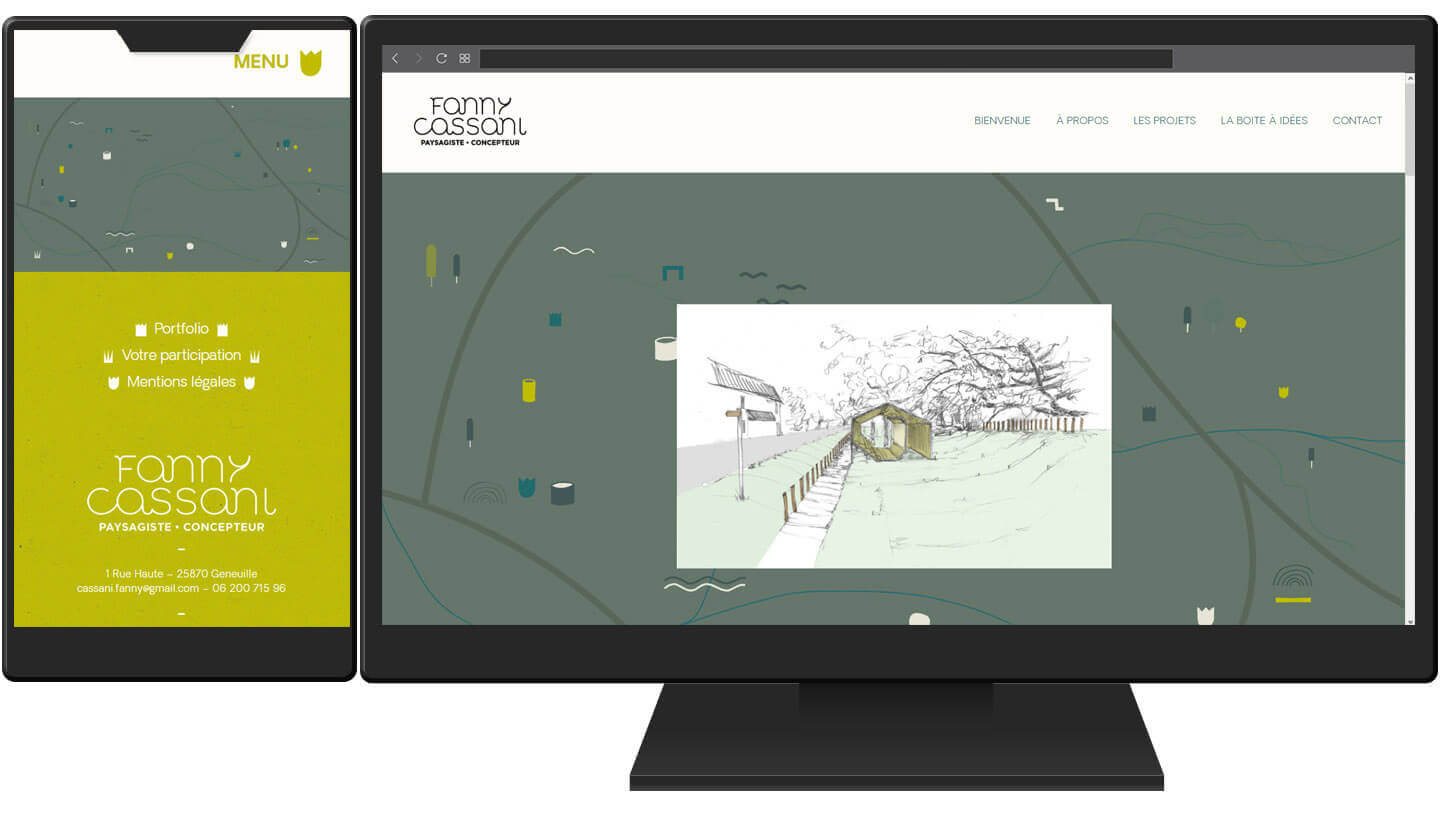 MENU
Portfolio
Votre participation
Mentions légales
Fanny
Cassani
PAYSAGISTE • CONCEPTEUR
–
1 Rue Haute – 25870 Geneuille
cassani.fanny@gmail.com – 06 200 715 96
–
Fanny
Cassani
PAYSAGISTE • CONCEPTEUR
BIENVENUE À PROPOS LES PROJETS LA BOITE À IDÉES CONTACT